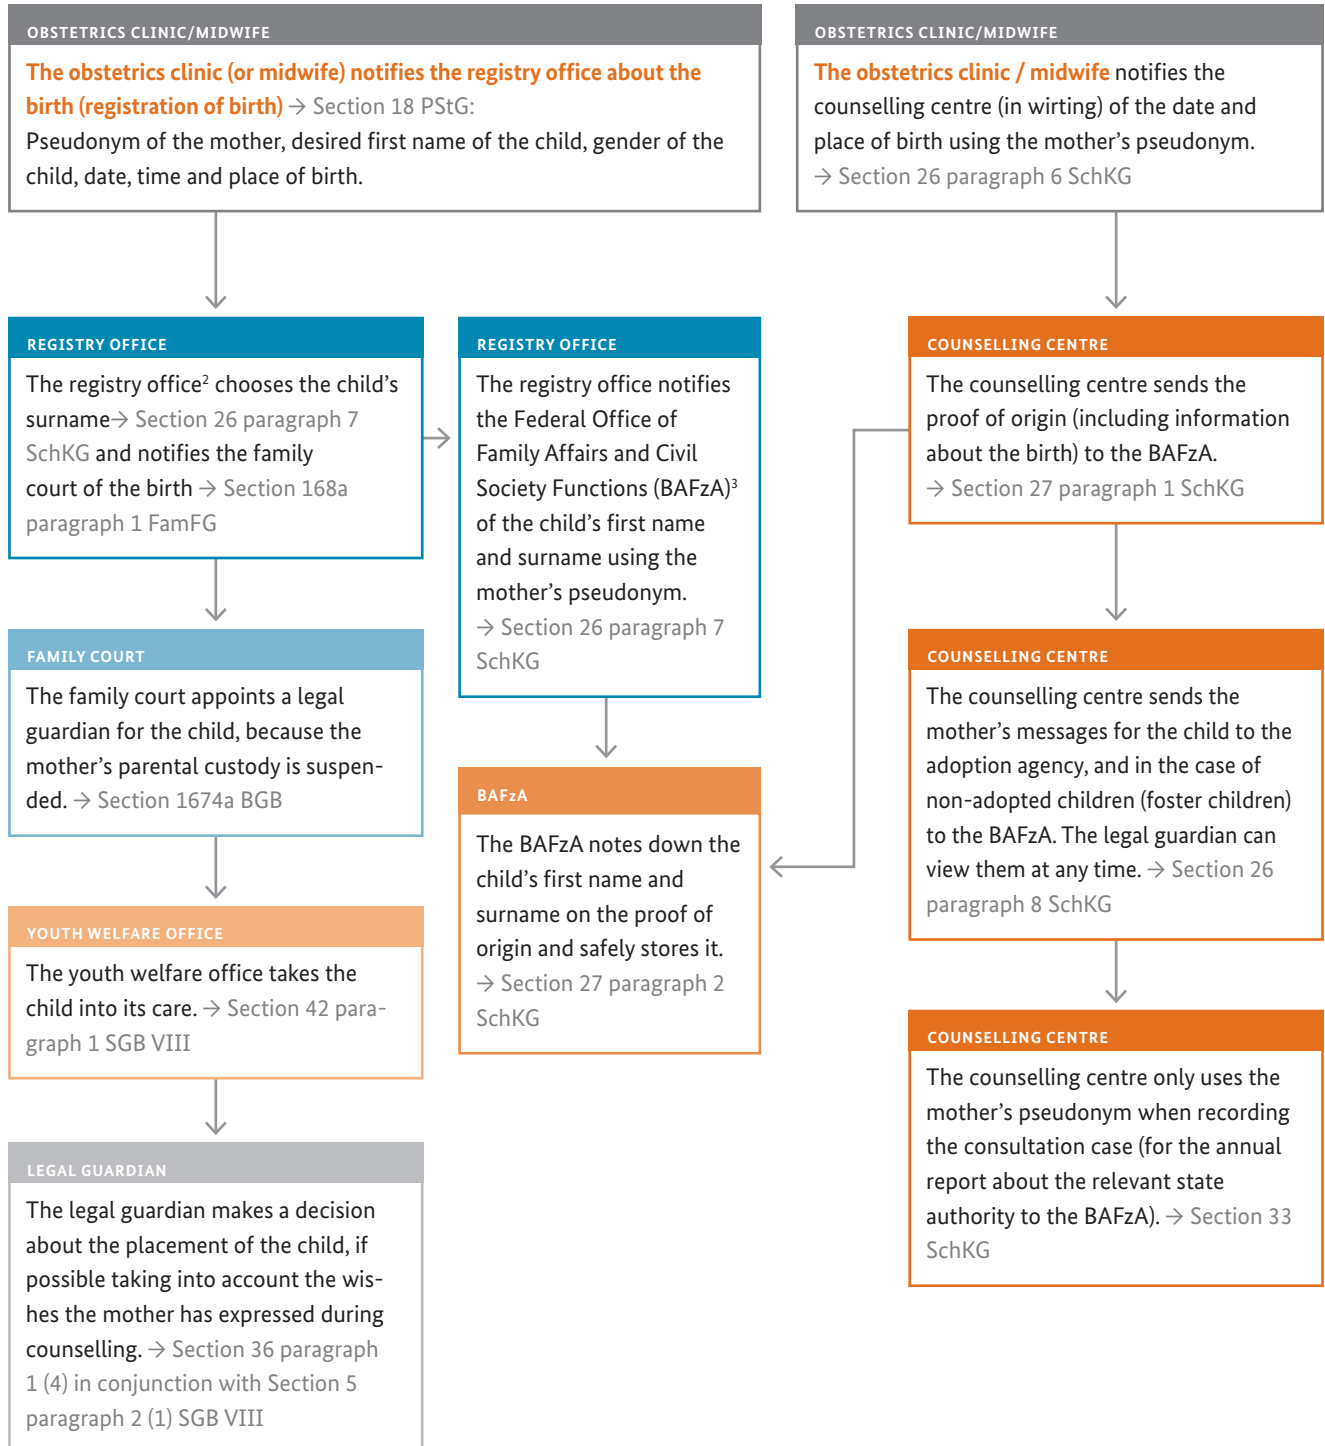 OBSTETRICS CLINIC/MIDWIFE
The obstetrics clinic (or midwife) notifies the registry office about the
birth (registration of birth) → Section 18 PStG:
Pseudonym of the mother, desired first name of the child, gender of the
child, date, time and place of birth.
OBSTETRICS CLINIC/MIDWIFE
The obstetrics clinic / midwife notifies the
counselling centre (in wirting) of the date and
place of birth using the mother’s pseudonym.
→ Section 26 paragraph 6 SchKG
REGISTRY OFFICE
The registry office² chooses the child’s
surname→ Section 26 paragraph 7
SchKG and notifies the family
court of the birth → Section 168a
paragraph 1 FamFG
REGISTRY OFFICE
The registry office notifies
the Federal Office of
Family Affairs and Civil
Society Functions (BAFzA)³
of the child’s first name
and surname using the
mother’s pseudonym.
→ Section 26 paragraph 7
SchKG
COUNSELLING CENTRE
The counselling centre sends the
proof of origin (including information
about the birth) to the BAFzA.
→ Section 27 paragraph 1 SchKG
FAMILY COURT
The family court appoints a legal
guardian for the child, because the
mother’s parental custody is suspen-
ded. → Section 1674a BGB
COUNSELLING CENTRE
The counselling centre sends the
mother’s messages for the child to the
adoption agency, and in the case of
non-adopted children (foster children)
to the BAFzA. The legal guardian can
view them at any time. → Section 26
paragraph 8 SchKG
BAFzA
The BAFzA notes down the
child’s first name and
surname on the proof of
origin and safely stores it.
→ Section 27 paragraph 2
SchKG
YOUTH WELFARE OFFICE
The youth welfare office takes the
child into its care. → Section 42 para-
graph 1 SGB VIII
COUNSELLING CENTRE
The counselling centre only uses the
mother’s pseudonym when recording
the consultation case (for the annual
report about the relevant state
authority to the BAFzA). → Section 33
SchKG
LEGAL GUARDIAN
The legal guardian makes a decision
about the placement of the child, if
possible taking into account the wis-
hes the mother has expressed during
counselling. → Section 36 paragraph
1 (4) in conjunction with Section 5
paragraph 2 (1) SGB VIII